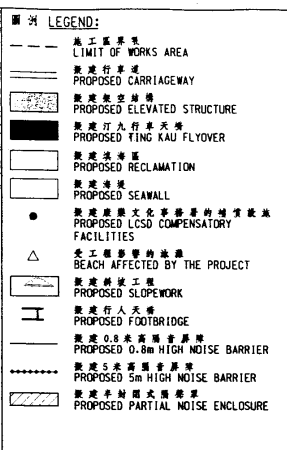 圖例 LEGEND:
施工區界限
LIMIT OF WORKS AREA
擬建行車道
PROPOSED CARRIAGEWAY
擬建架空結構
PROPOSED ELEVATED STRUCTURE
擬建汀九行車天橋
PROPOSED TING KAU FLYOVER
擬建填海區
PROPOSED RECLAMATION
擬建海堤
PROPOSED SEAWALL
擬建康樂文化事務署的補償設施
PROPOSED LCSD COMPENSATORY
FACILITIES
受工程影響的泳灘
BEACH AFFECTED BY THE PROJECT
擬建斜坡工程
PROPOSED SLOPEWORK
擬建行人天橋
PROPOSED FOOTBRIDGE
擬建 0.8 米高隔音屏障
PROPOSED 0.8m HIGH NOISE BARRIER
擬建 5 米高隔音屏障
PROPOSED 5m HIGH NOISE BARRIER
擬建半封閉式隔聲罩
PROPOSED PARTIAL NOISE ENCLOSURE